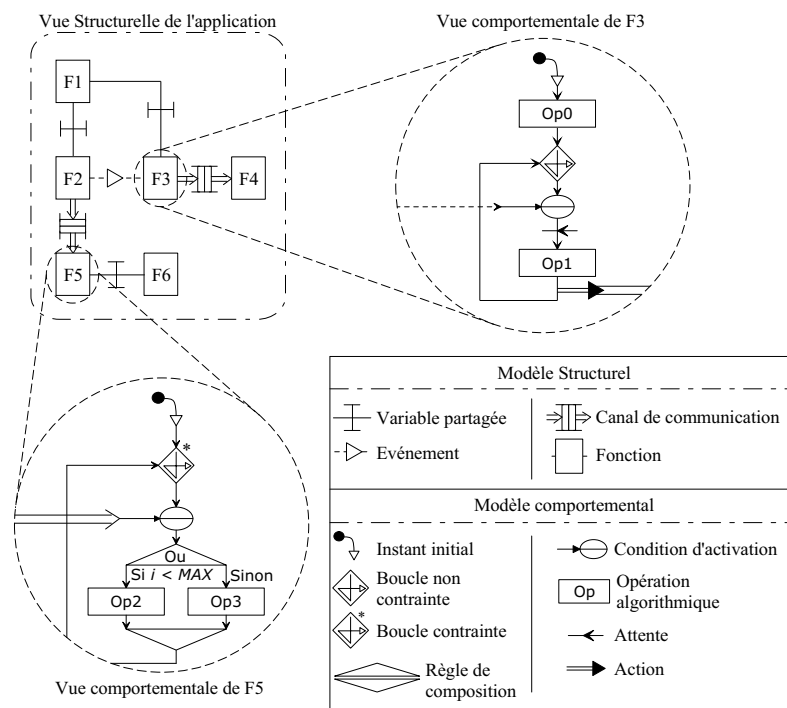 Vue Structurelle de l'application
Vue comportementale de F3
F1
F2
F3
F4
F5
F6
Op0
Op1
*
Ou
Si i < MAX
Sinon
Op2
Op3
Vue comportementale de F5
Modèle Structurel
Variable partagée
Canal de communication
Evénement
Fonction
Modèle comportemental
Instant initial
Condition d'activation
Boucle non
contrainte
Op
Opération
algorithmique
*
Boucle contrainte
Attente
Règle de
composition
Action